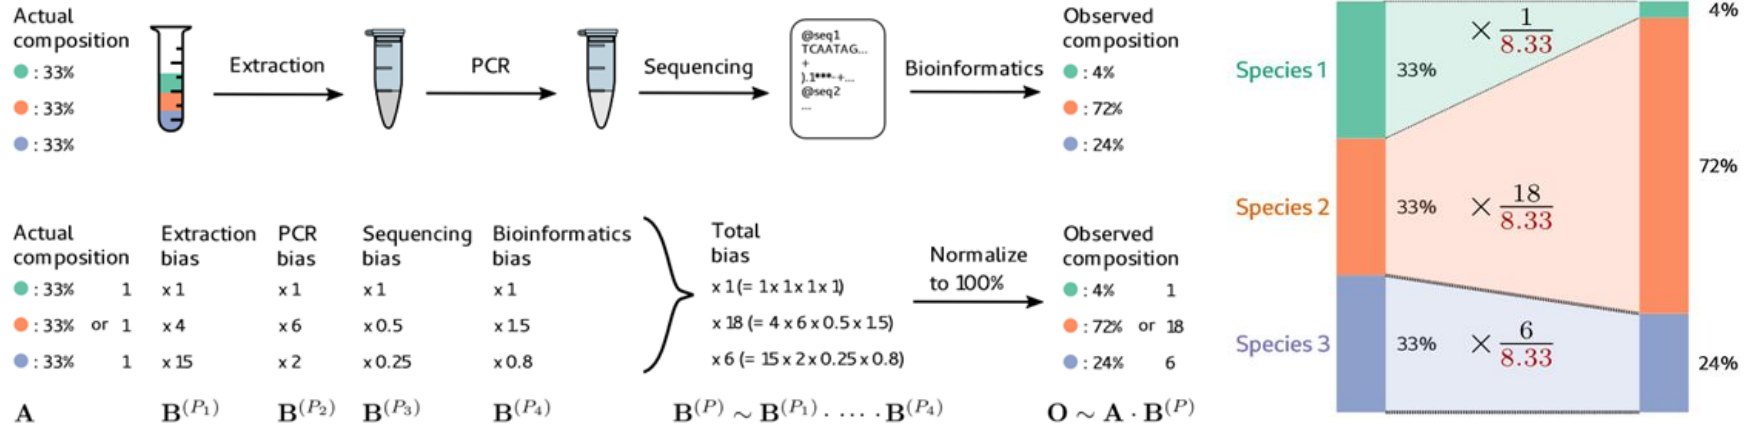 Actual
composition
: 33%
: 33%
: 33%
Extraction
PCR
Sequencing
@seq1
TCAATAG...
+
).1***-+...
@seq2
...
Bioinformatics
Observed
composition
: 4%
: 72%
: 24%
Actual
composition
: 33% 1
: 33% or 1
: 33% 1
A
Extraction
bias
x 1
x 4
x 15
B^(P₁)
PCR
bias
x 1
x 6
x 2
B^(P₂)
Sequencing
bias
x 1
x 0.5
x 0.25
B^(P₃)
Bioinformatics
bias
x 1
x 1.5
x 0.8
B^(P₄)
Total
bias
x 1 (= 1 x 1 x 1 x 1)
x 18 (= 4 x 6 x 0.5 x 1.5)
x 6 (= 15 x 2 x 0.25 x 0.8)
B^(P) ∼ B^(P₁) · ⋯ · B^(P₄)
Normalize
to 100%
Observed
composition
: 4% 1
: 72% or 18
: 24% 6
O ∼ A · B^(P)
Species 1
33%
× 1/8.33
4%
Species 2
33%
× 18/8.33
72%
Species 3
33%
× 6/8.33
24%